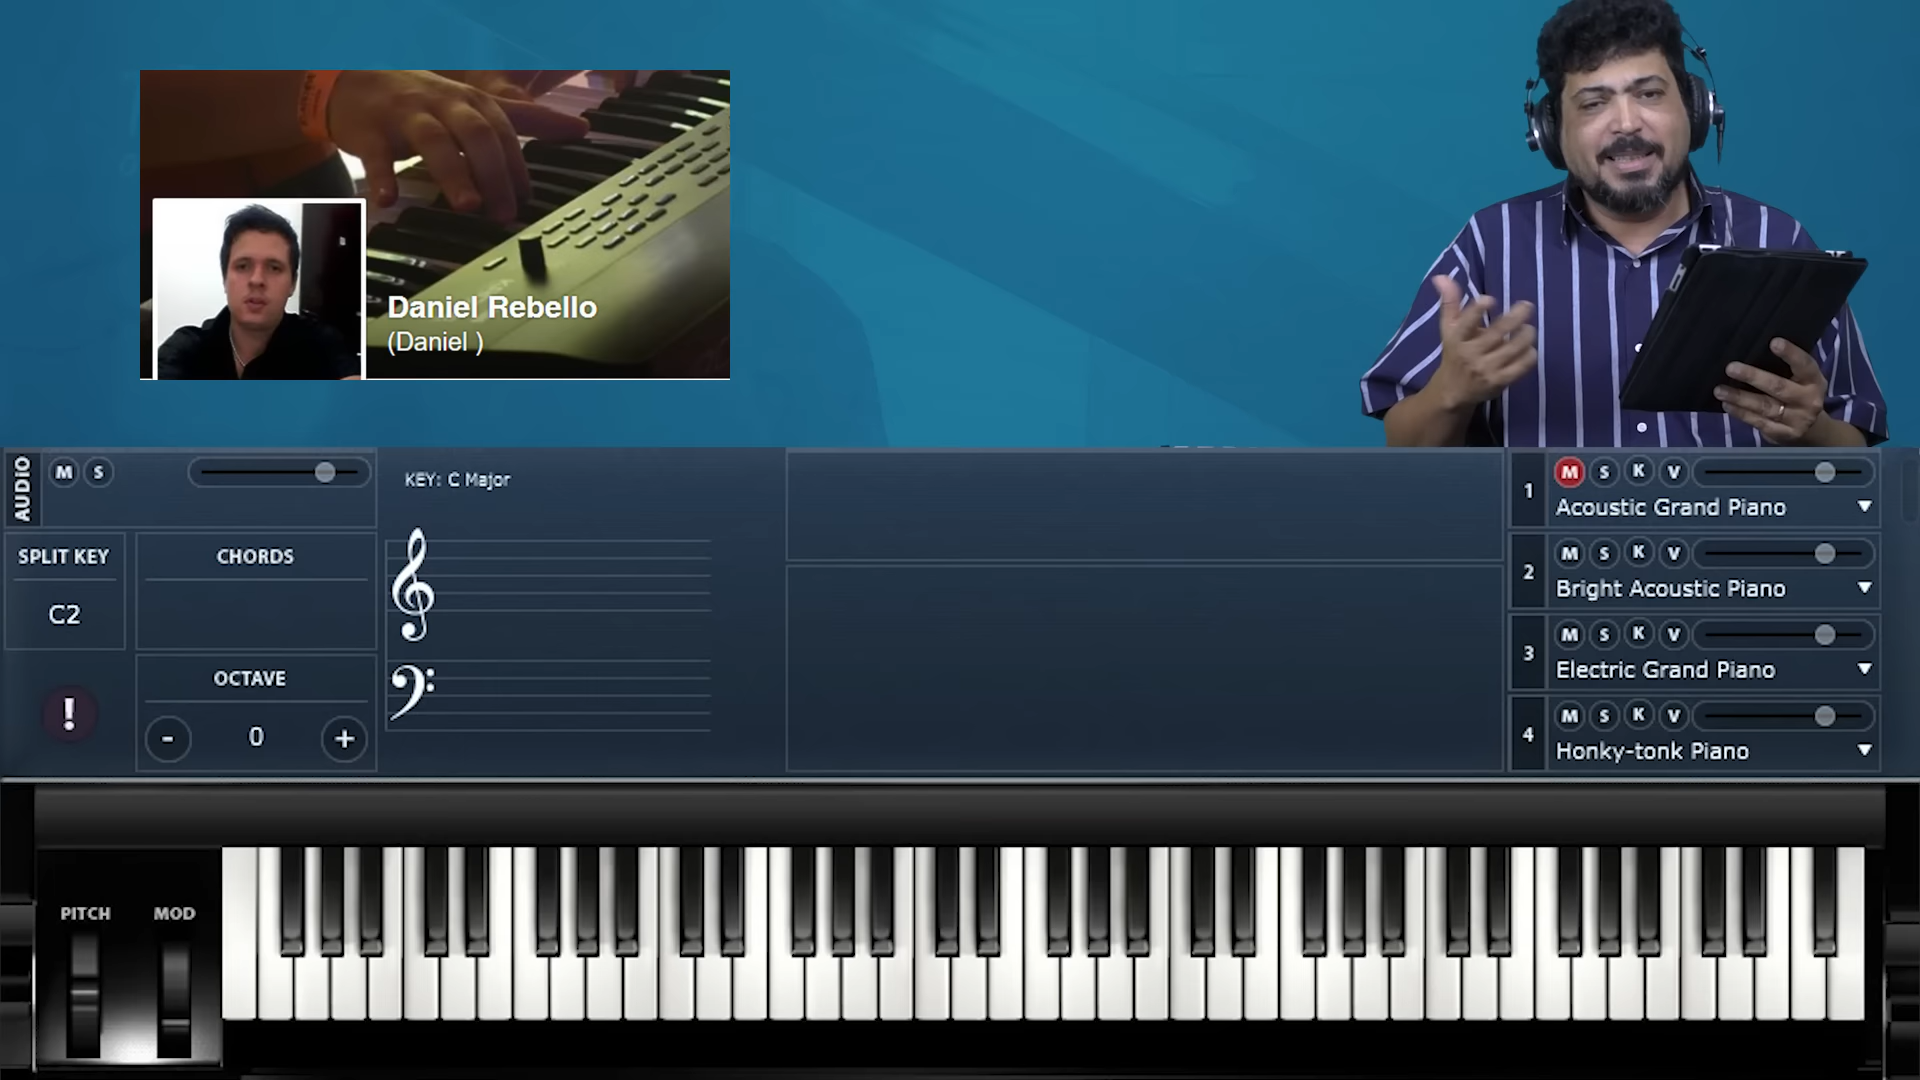 Daniel Rebello
(Daniel )
AUDIO
M S
KEY: C Major
SPLIT KEY
C2
CHORDS
OCTAVE
- 0 +
!
1
M S K V
Acoustic Grand Piano
2
M S K V
Bright Acoustic Piano
3
M S K V
Electric Grand Piano
4
M S K V
Honky-tonk Piano
PITCH
MOD